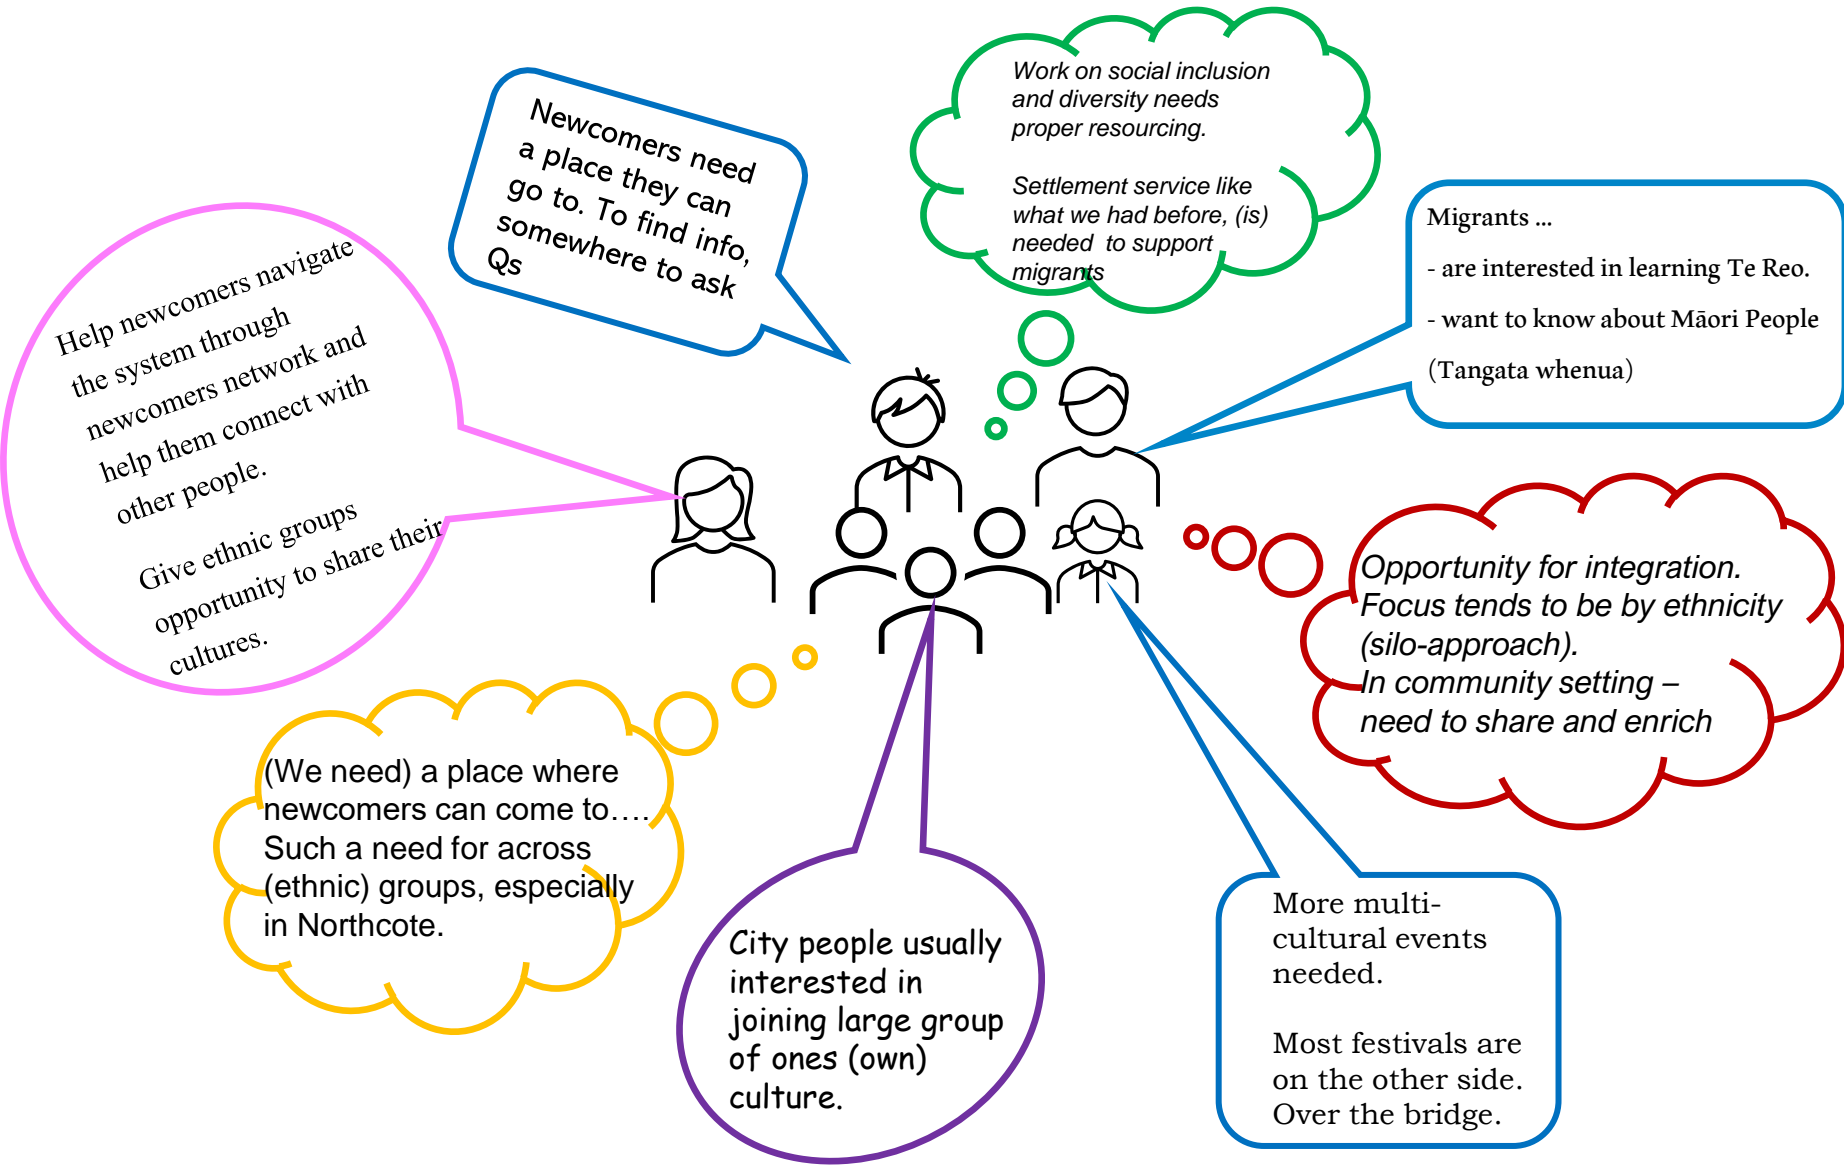 Work on social inclusion
and diversity needs
proper resourcing.
Settlement service like
what we had before, (is)
needed to support
migrants
Newcomers need
a place they can
go to. To find info,
somewhere to ask
Qs
Migrants ...
- are interested in learning Te Reo.
- want to know about Māori People
(Tangata whenua)
Help newcomers navigate
the system through
newcomers network and
help them connect with
other people.
Give ethnic groups
opportunity to share their
cultures.
Opportunity for integration.
Focus tends to be by ethnicity
(silo-approach).
In community setting –
need to share and enrich
(We need) a place where
newcomers can come to….
Such a need for across
(ethnic) groups, especially
in Northcote.
City people usually
interested in
joining large group
of ones (own)
culture.
More multi-
cultural events
needed.
Most festivals are
on the other side.
Over the bridge.